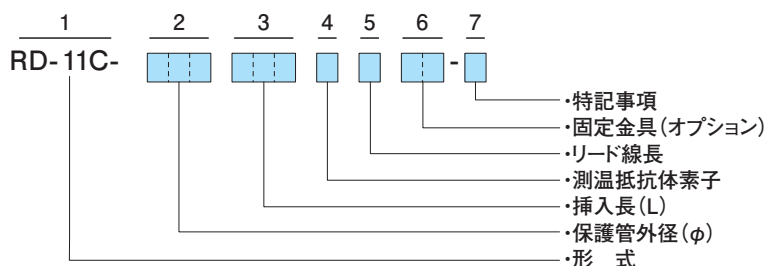 1 2 3 4 5 6 7
RD-11C- -
・特記事項
・固定金具(オプション)
・リード線長
・測温抵抗体素子
・挿入長(L)
・保護管外径(φ)
・形 式